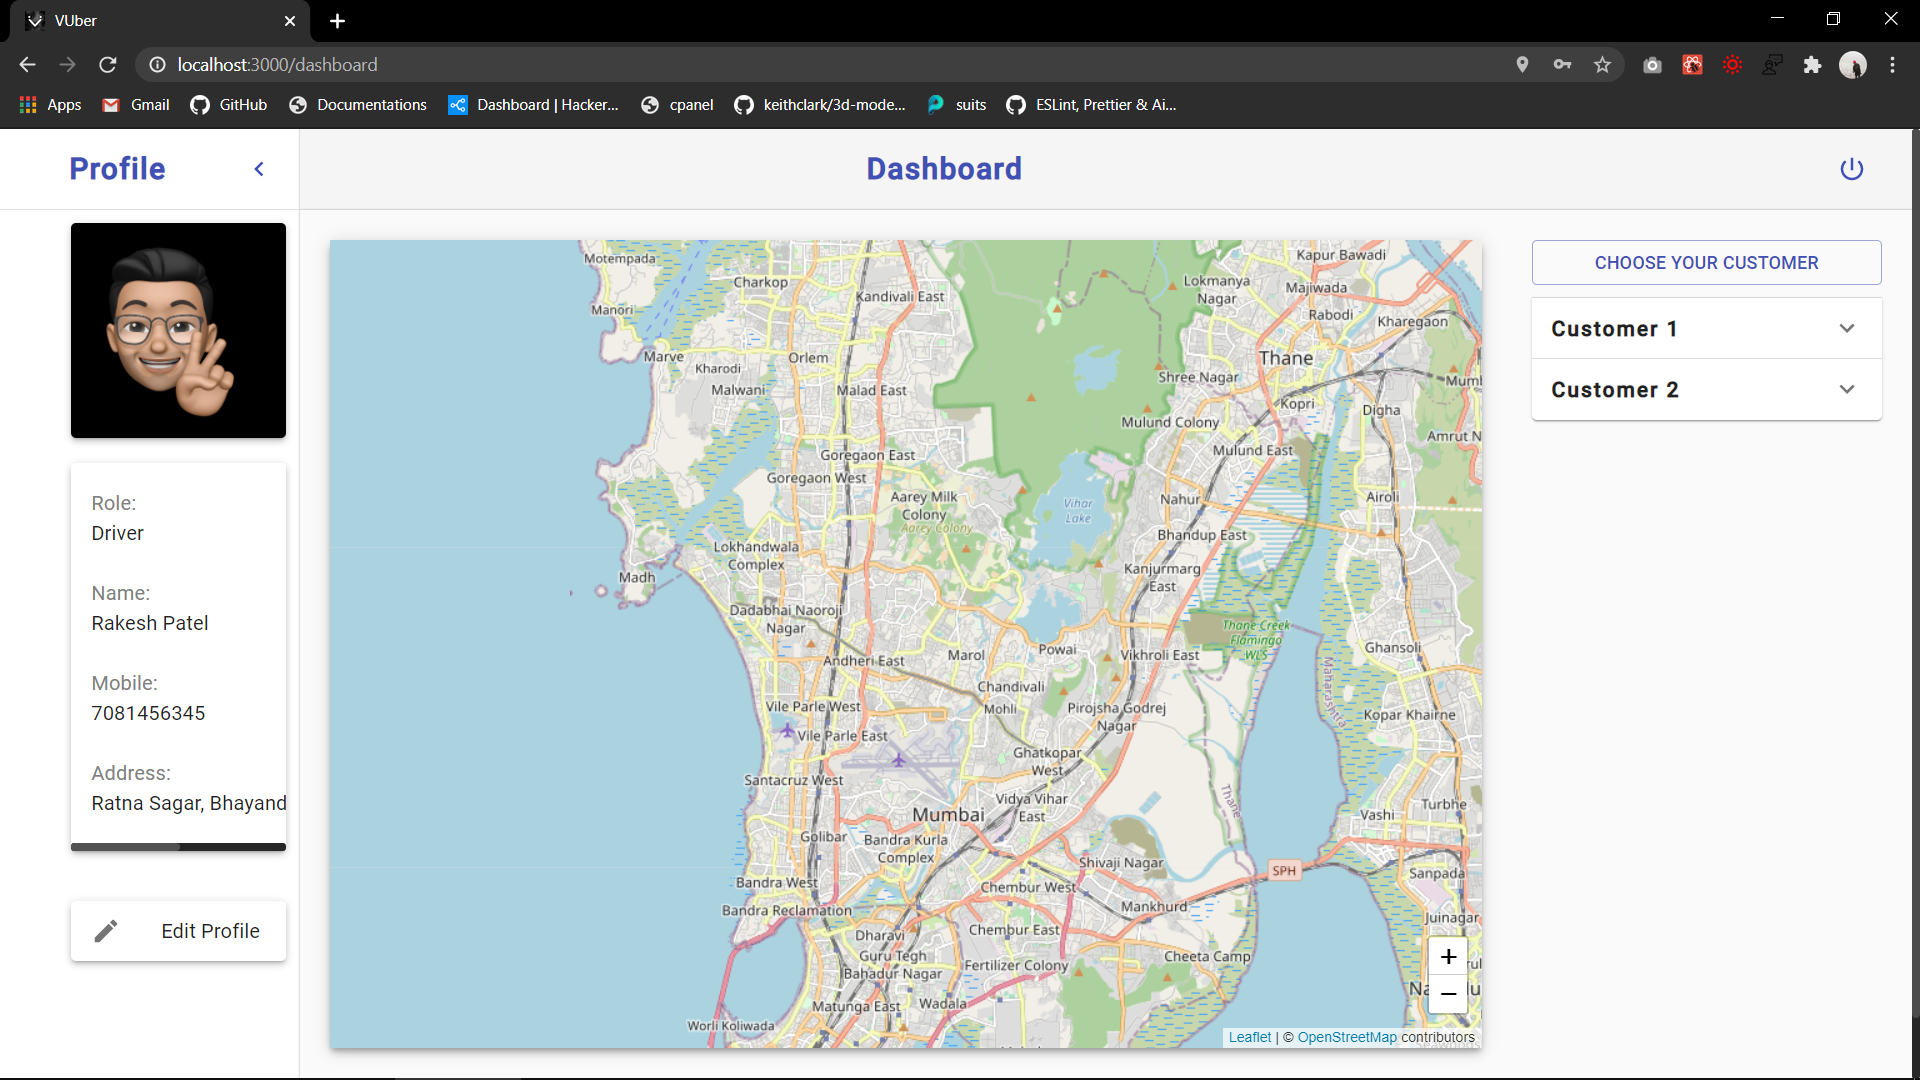 VUber
localhost:3000/dashboard
Apps
Gmail
GitHub
Documentations
Dashboard | Hacker...
cpanel
keithclark/3d-mode...
suits
ESLint, Prettier & Ai...
Profile
Dashboard
Role:
Driver
Name:
Rakesh Patel
Mobile:
7081456345
Address:
Ratna Sagar, Bhayand
Edit Profile
CHOOSE YOUR CUSTOMER
Customer 1
Customer 2
Motempada
Kapur Bawadi
Charkop
Lokmanya
Nagar
Majiwada
Kandivali East
Manori
Rabodi
Kharegaon
Marve
Orlem
Thane
Kharodi
Shree Nagar
Malwani
Malad East
Kopri
Digha
Mulund Colony
Amrut N
Goregaon East
Mulund East
Goregaon West
Aarey Milk
Colony
Aarey Colony
Vihar
Lake
Nahur
Airoli
Bhandup East
Lokhandwala
Complex
Madh
Kanjurmarg
East
Dadabhai Naoroji
Nagar
Thane Creek
Flamingo
WLS
Andheri East
Marol
Powai
Vikhroli East
Ghansoli
Maharashtra
Chandivali
Mohli
Pirojsha Godrej
Nagar
Vile Parle West
Kopar Khairne
Vile Parle East
Ghatkopar
West
Santacruz West
Thane
Vidya Vihar
East
Turbhe
Mumbai
Vashi
Golibar
Bandra Kurla
Complex
Shivaji Nagar
SPH
Sanpada
Bandra West
Chembur West
Bandra Reclamation
Mankhurd
Juinagar
Dharavi
Chembur East
Guru Tegh
Bahadur Nagar
Fertilizer Colony
Cheeta Camp
Matunga East
Wadala
Worli Koliwada
+
−
Leaflet | © OpenStreetMap contributors